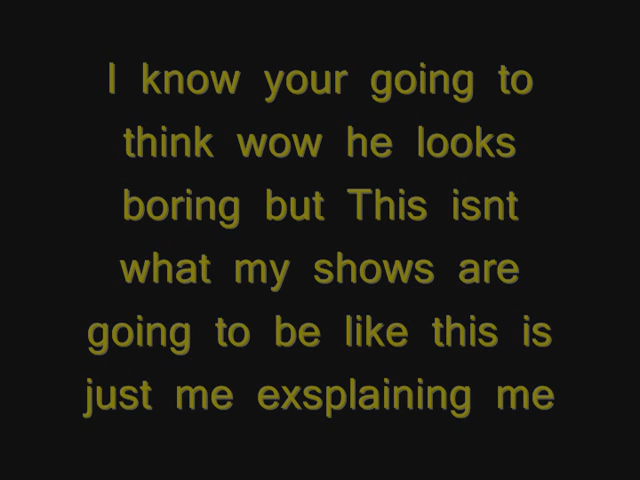 I know your going to
think wow he looks
boring but This isnt
what my shows are
going to be like this is
just me exsplaining me